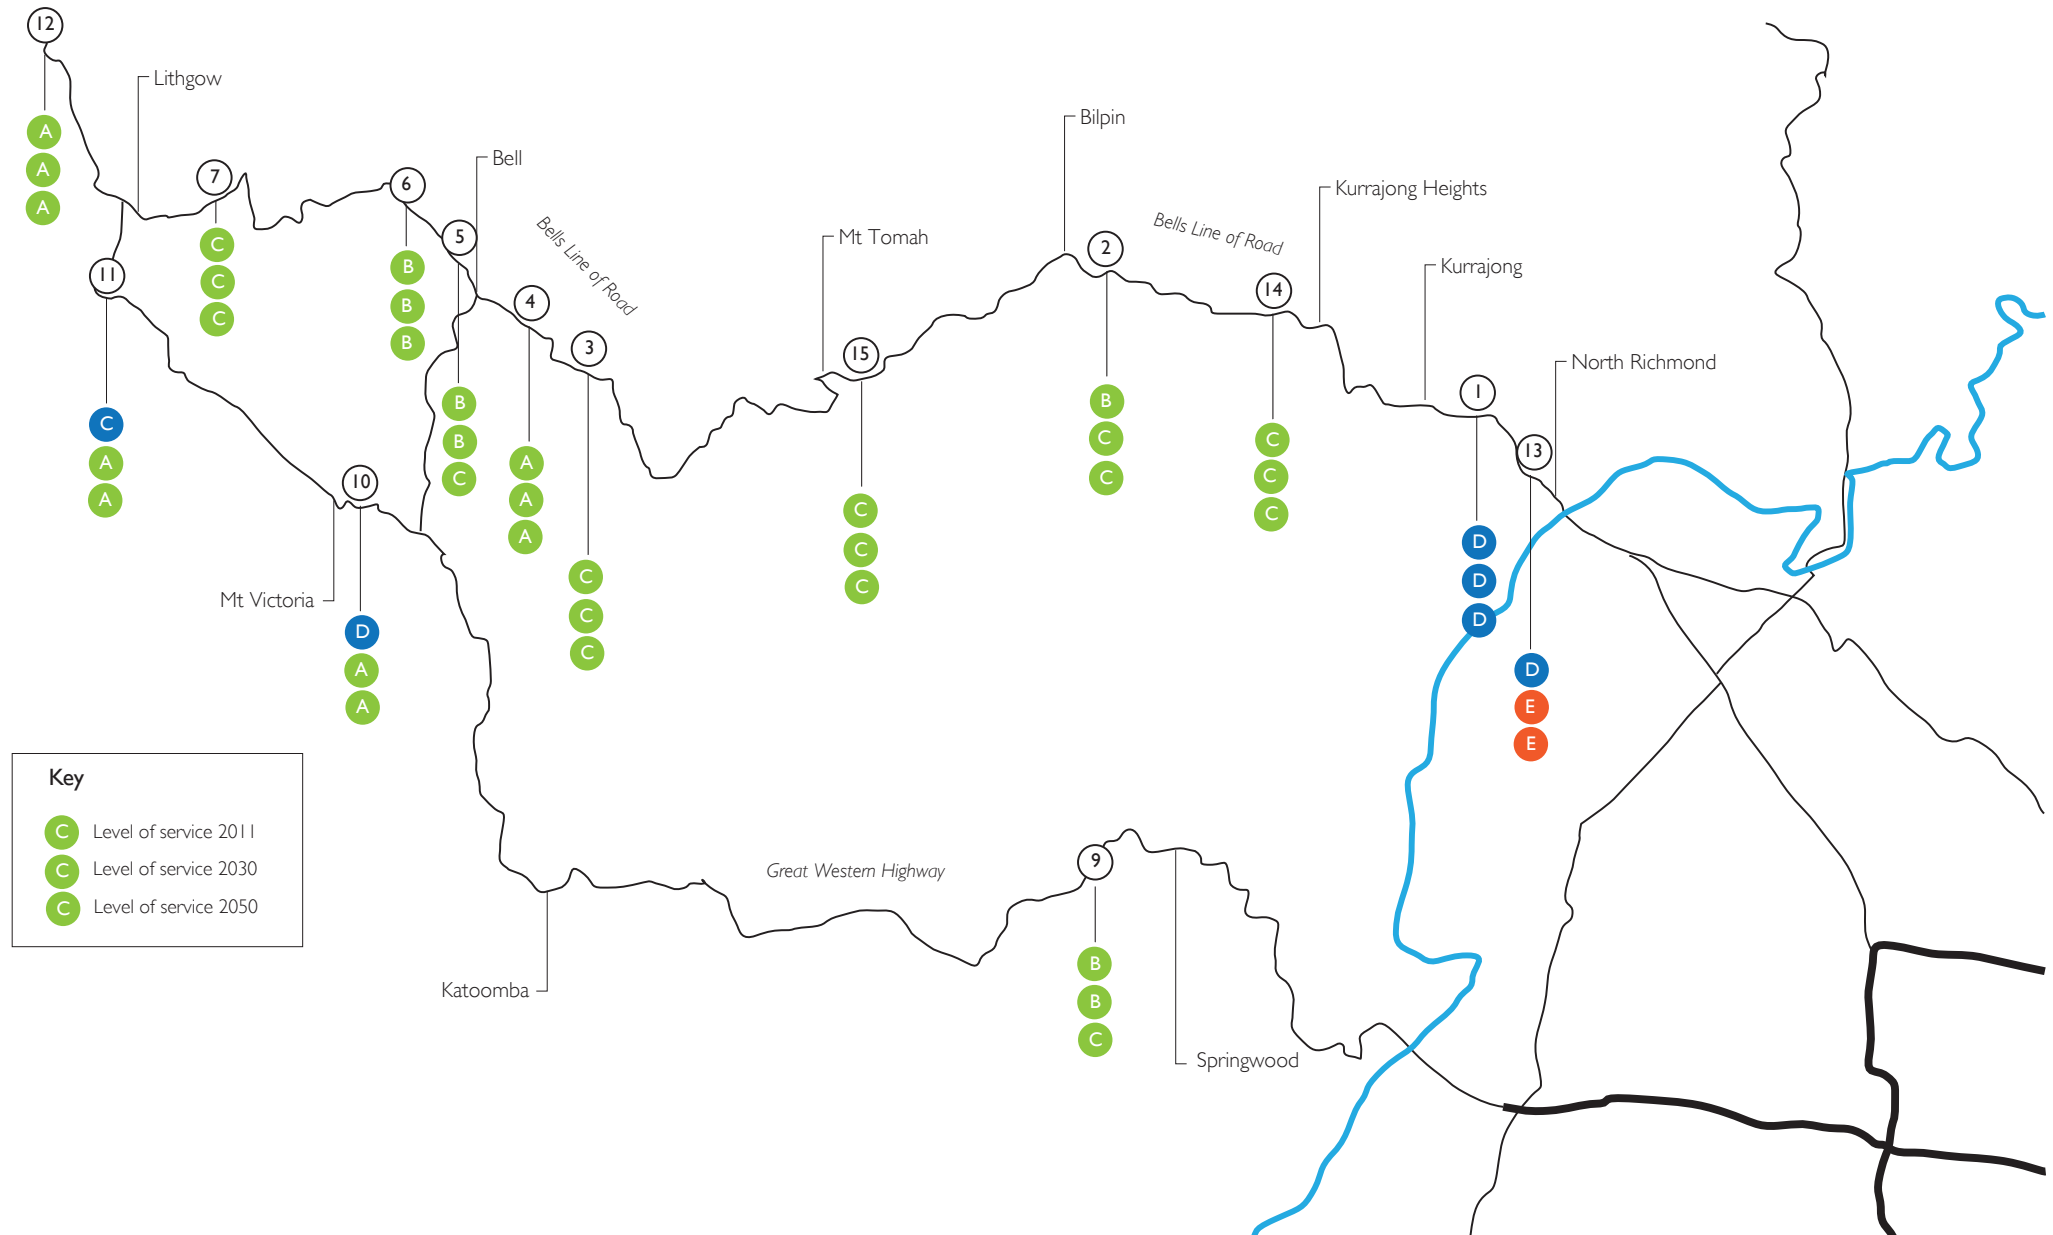 12
A
A
A
Lithgow
7
C
C
C
6
B
B
B
Bell
5
B
B
C
Bells Line of Road
4
A
A
A
3
C
C
C
Mt Tomah
15
C
C
C
Bilpin
2
B
C
C
Bells Line of Road
14
C
C
C
Kurrajong Heights
Kurrajong
1
D
D
D
North Richmond
13
D
E
E
11
C
A
A
10
D
A
A
Mt Victoria
Katoomba
Great Western Highway
9
B
B
C
Springwood
Key
C Level of service 2011
C Level of service 2030
C Level of service 2050